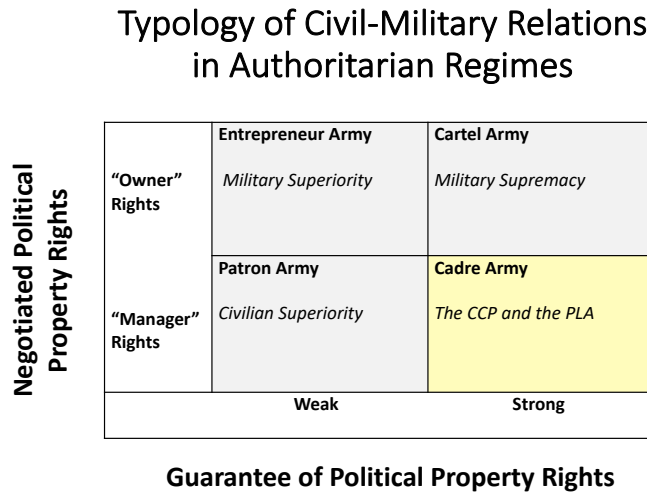 Typology of Civil-Military Relations
in Authoritarian Regimes
Negotiated Political
Property Rights
“Owner”
Rights
Entrepreneur Army
Military Superiority
Cartel Army
Military Supremacy
“Manager”
Rights
Patron Army
Civilian Superiority
Cadre Army
The CCP and the PLA
Weak
Strong
Guarantee of Political Property Rights